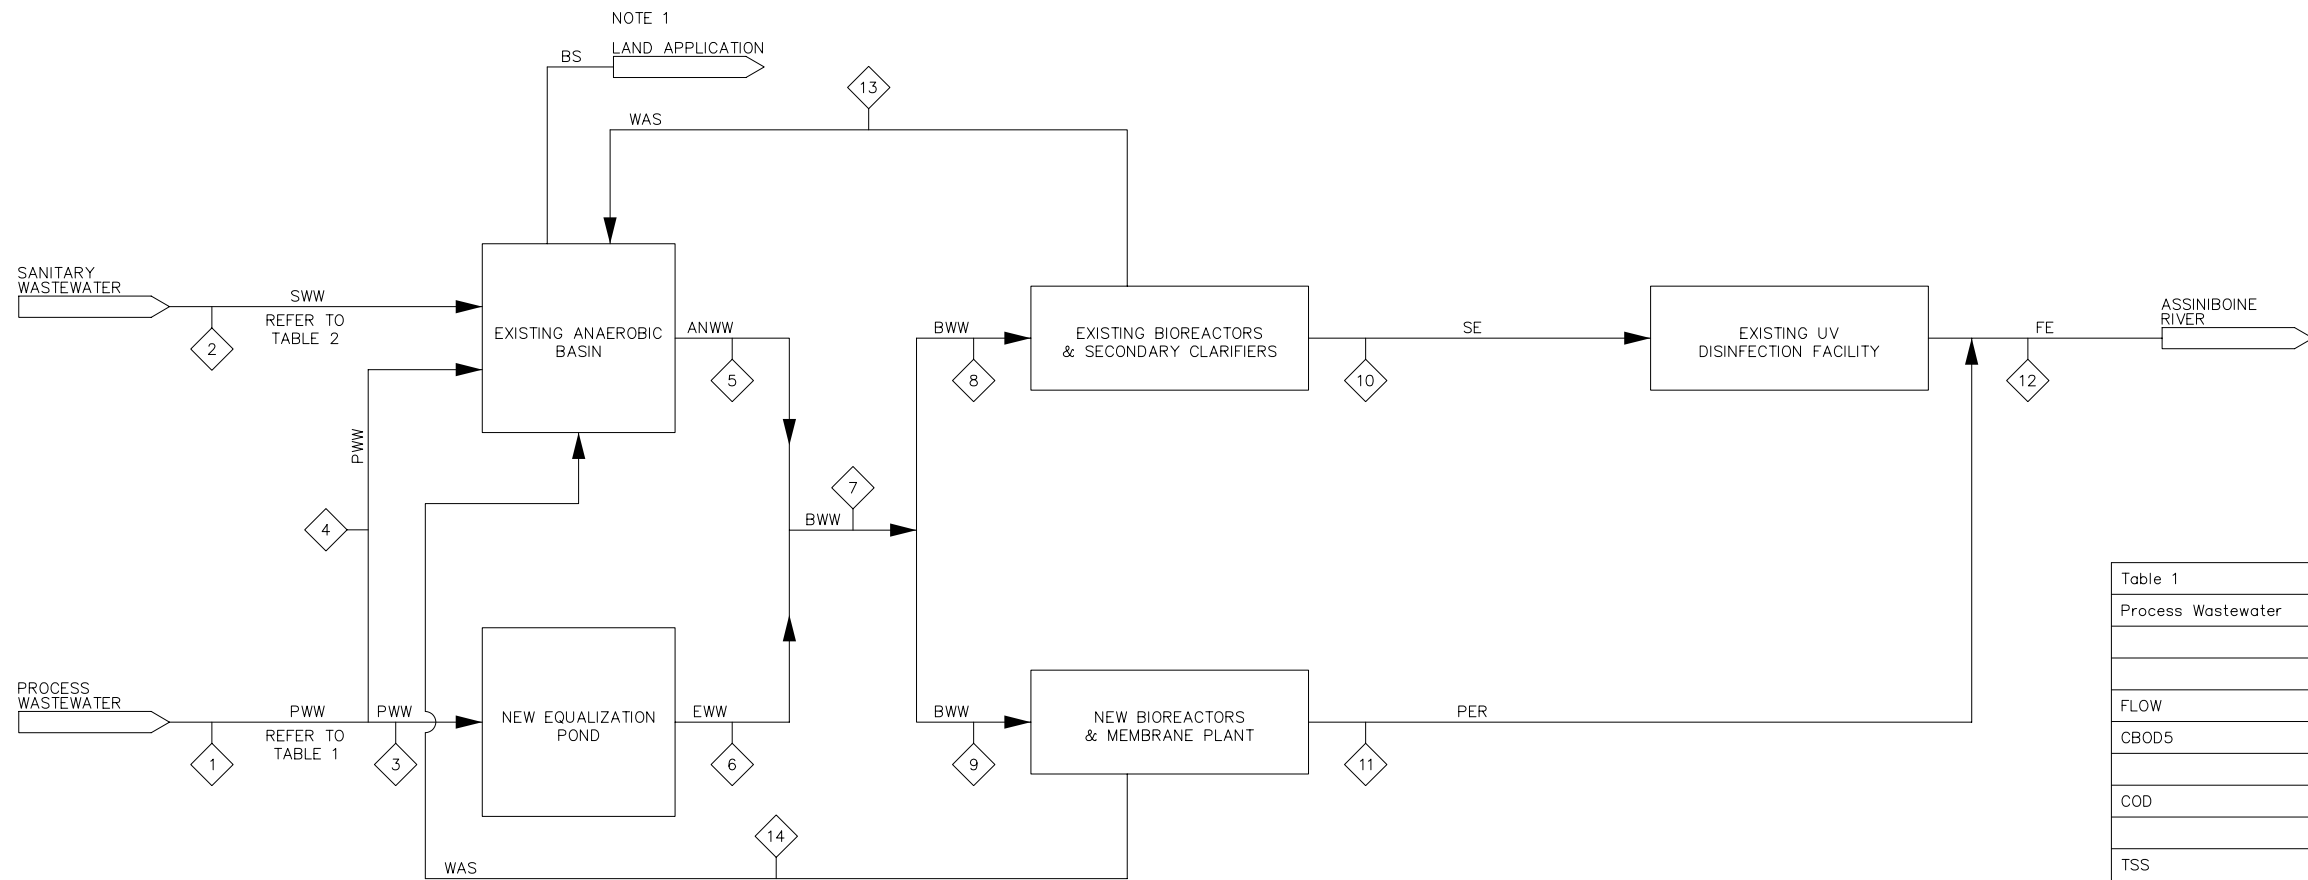 NOTE 1
LAND APPLICATION
BS
13
WAS
SANITARY
WASTEWATER
SWW
REFER TO
TABLE 2
2
EXISTING ANAEROBIC
BASIN
ANWW
5
BWW
8
EXISTING BIOREACTORS
& SECONDARY CLARIFIERS
SE
10
EXISTING UV
DISINFECTION FACILITY
FE
12
ASSINIBOINE
RIVER
PWW
4
7
BWW
PROCESS
WASTEWATER
PWW
REFER TO
TABLE 1
1
PWW
3
NEW EQUALIZATION
POND
EWW
6
BWW
9
NEW BIOREACTORS
& MEMBRANE PLANT
PER
11
14
WAS
Table 1
Process Wastewater
FLOW
CBOD5
COD
TSS